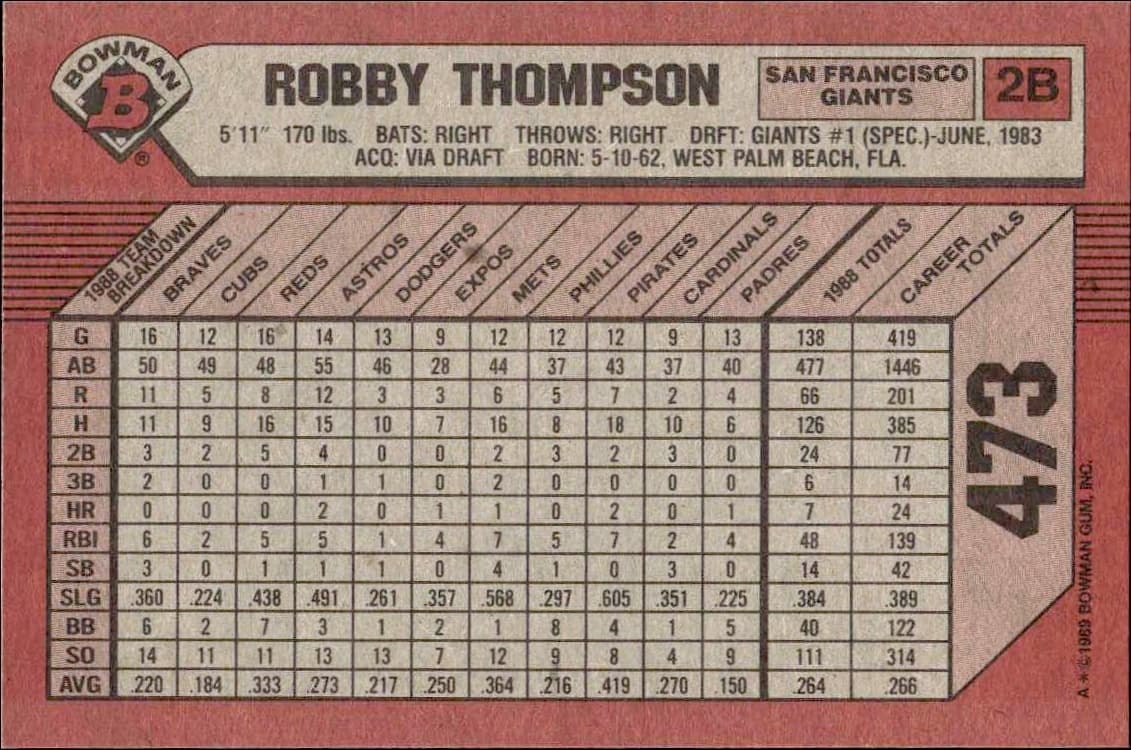 BOWMAN
B
®
ROBBY THOMPSON
SAN FRANCISCO
GIANTS
2B
5'11" 170 lbs. BATS: RIGHT THROWS: RIGHT DRFT: GIANTS #1 (SPEC.)-JUNE, 1983
ACQ: VIA DRAFT BORN: 5-10-62, WEST PALM BEACH, FLA.
1988 TEAM BREAKDOWN BRAVES CUBS REDS ASTROS DODGERS EXPOS METS PHILLIES PIRATES CARDINALS PADRES 1988 TOTALS CAREER TOTALS
G 16 12 16 14 13 9 12 12 12 9 13 138 419
AB 50 49 48 55 46 28 44 37 43 37 40 477 1446
R 11 5 8 12 3 3 6 5 7 2 4 66 201
H 11 9 16 15 10 7 16 8 18 10 6 126 385
2B 3 2 5 4 0 0 2 3 2 3 0 24 77
3B 2 0 0 1 1 0 2 0 0 0 0 6 14
HR 0 0 0 2 0 1 1 0 2 0 1 7 24
RBI 6 2 5 5 1 4 7 5 7 2 4 48 139
SB 3 0 1 1 0 4 1 0 3 0 14 42
SLG .360 .224 .438 .491 .261 .357 .568 .297 .605 .351 .225 .384 .389
BB 6 2 7 3 1 2 1 8 4 1 5 40 122
SO 14 11 11 13 13 7 12 9 8 4 9 111 314
AVG .220 .184 .333 .273 .217 .250 .364 .216 .419 .270 .150 .264 .266
473
A * © 1989 BOWMAN GUM, INC.